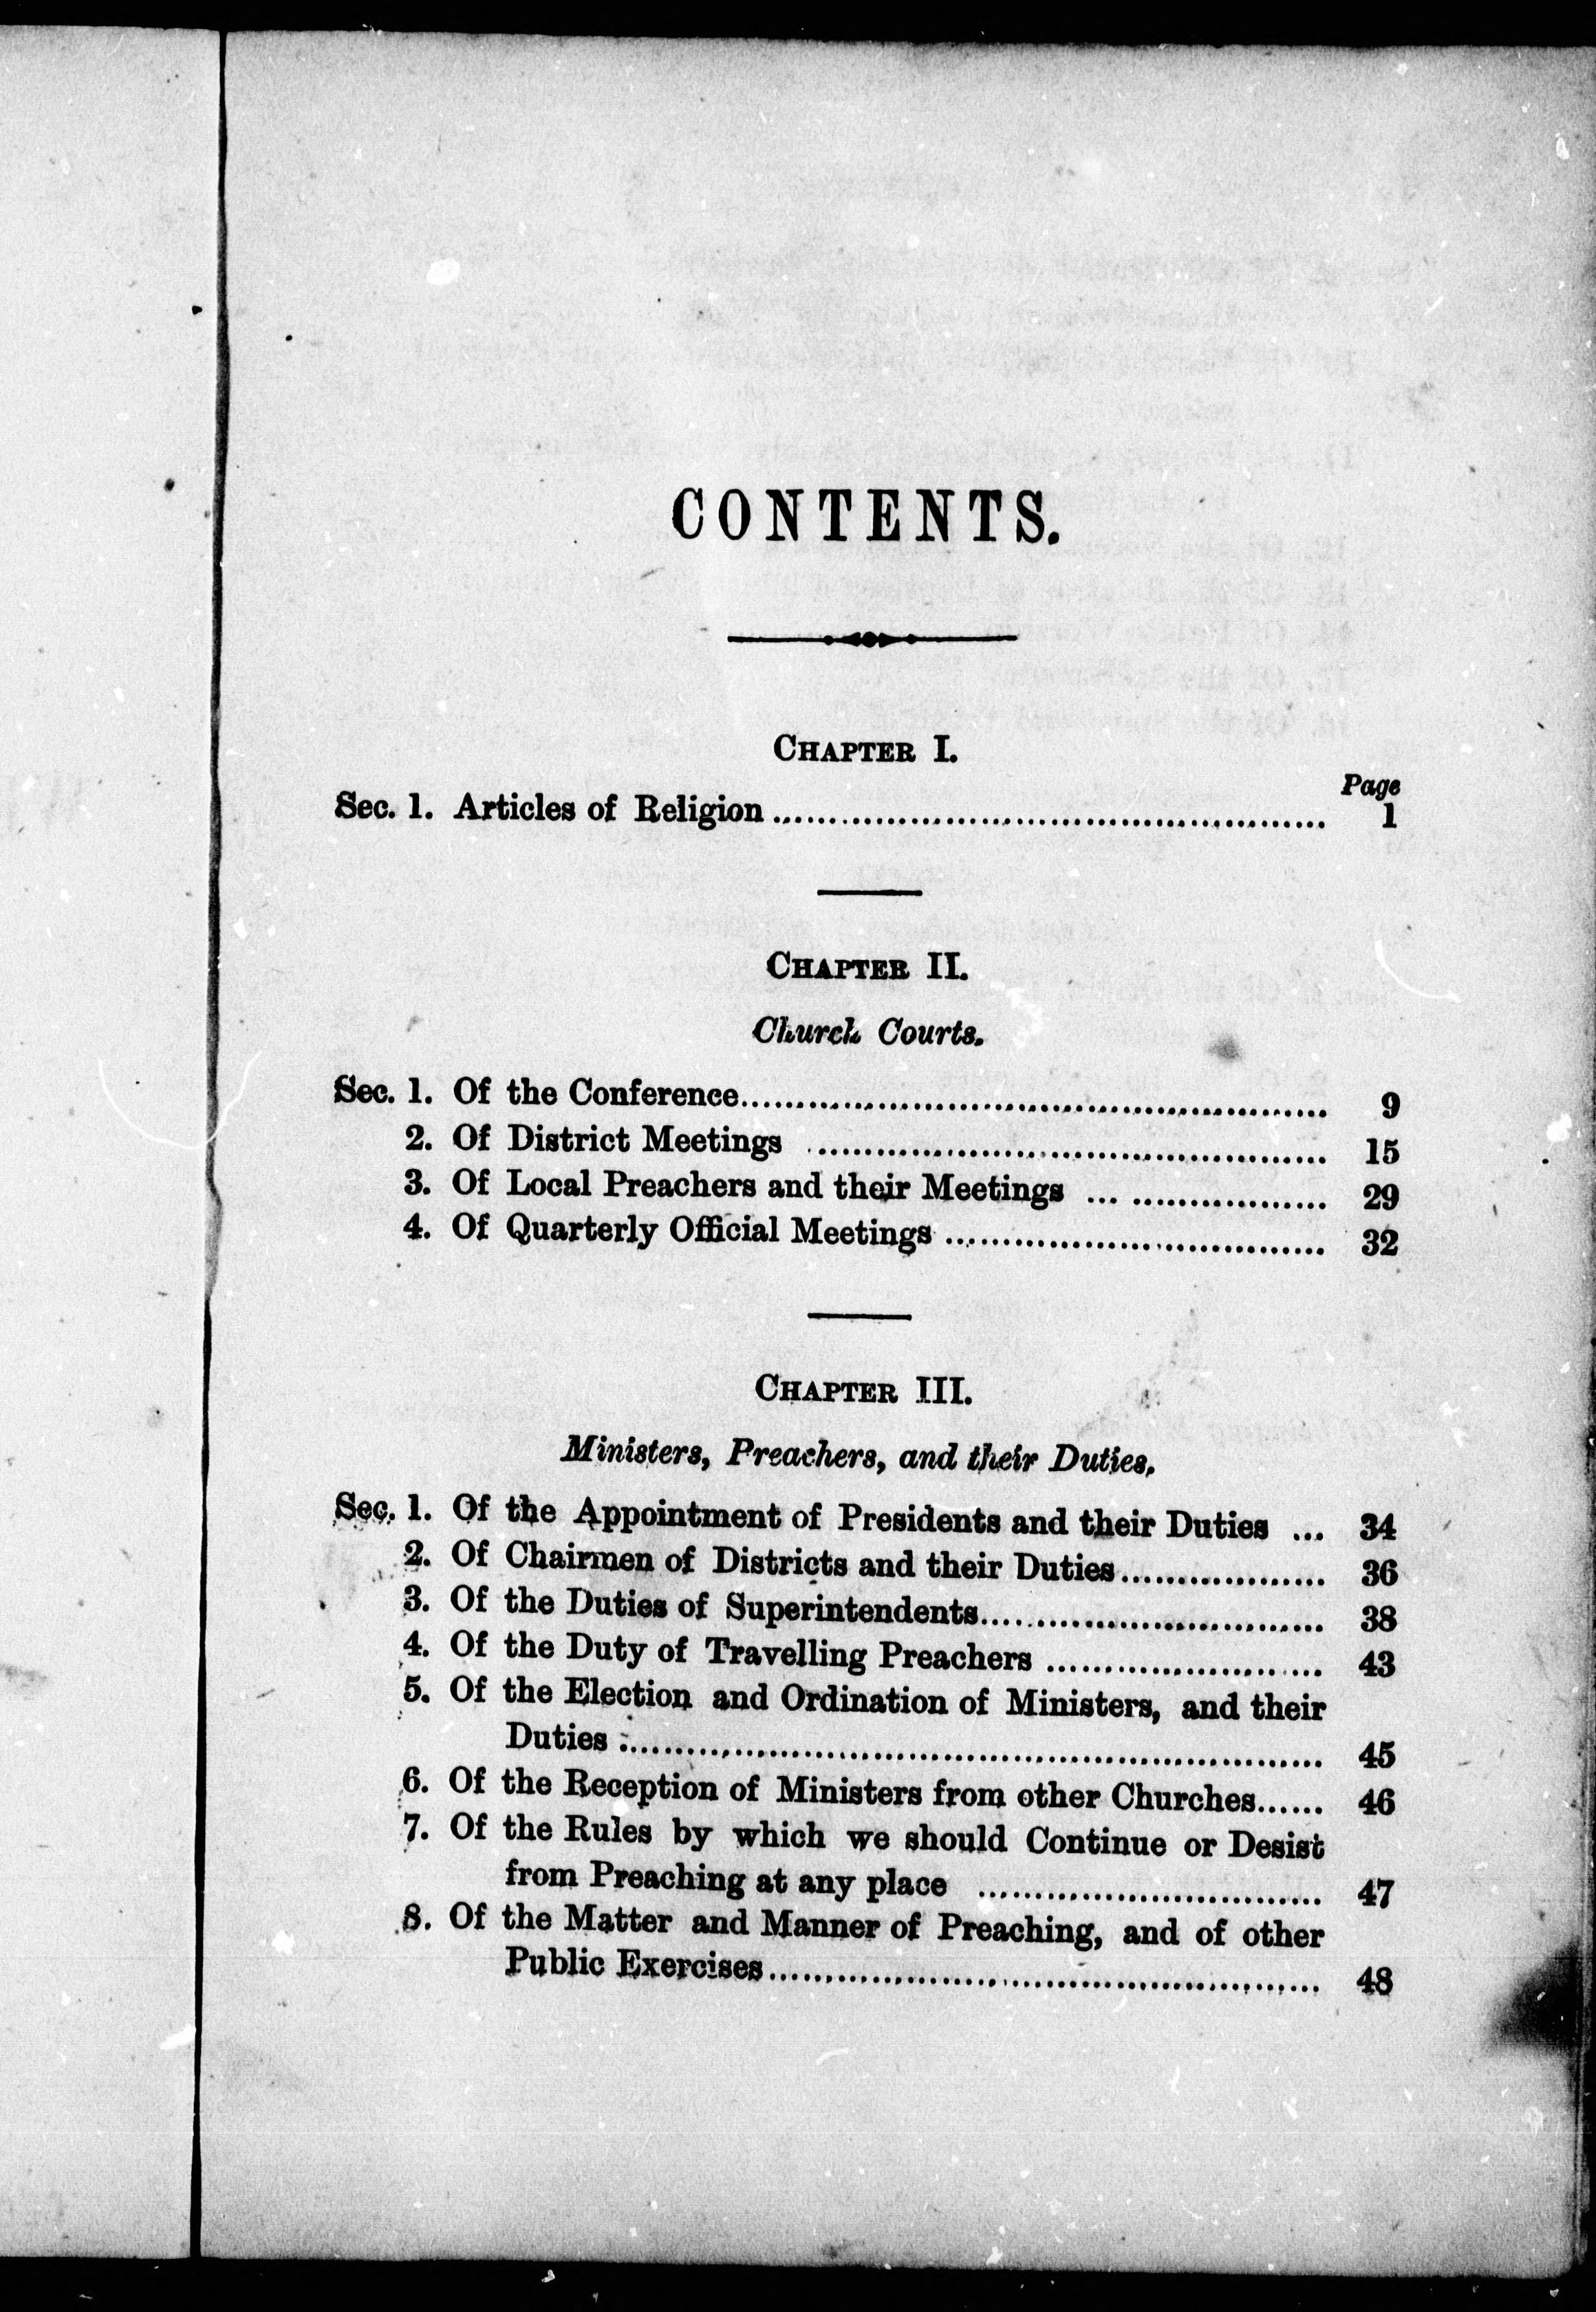 CONTENTS.
CHAPTER I.
Page
Sec. 1. Articles of Religion ........................................ 1
CHAPTER II.
Church Courts.
Sec. 1. Of the Conference ........................................ 9
2. Of District Meetings ........................................ 15
3. Of Local Preachers and their Meetings ... .................. 29
4. Of Quarterly Official Meetings .............................. 32
CHAPTER III.
Ministers, Preachers, and their Duties.
Sec. 1. Of the Appointment of Presidents and their Duties ... 34
2. Of Chairmen of Districts and their Duties .................. 36
3. Of the Duties of Superintendents .............................. 38
4. Of the Duty of Travelling Preachers ........................ 43
5. Of the Election and Ordination of Ministers, and their
Duties ........................................ 45
6. Of the Reception of Ministers from other Churches...... 46
7. Of the Rules by which we should Continue or Desist
from Preaching at any place .............................. 47
8. Of the Matter and Manner of Preaching, and of other
Public Exercises ........................................ 48